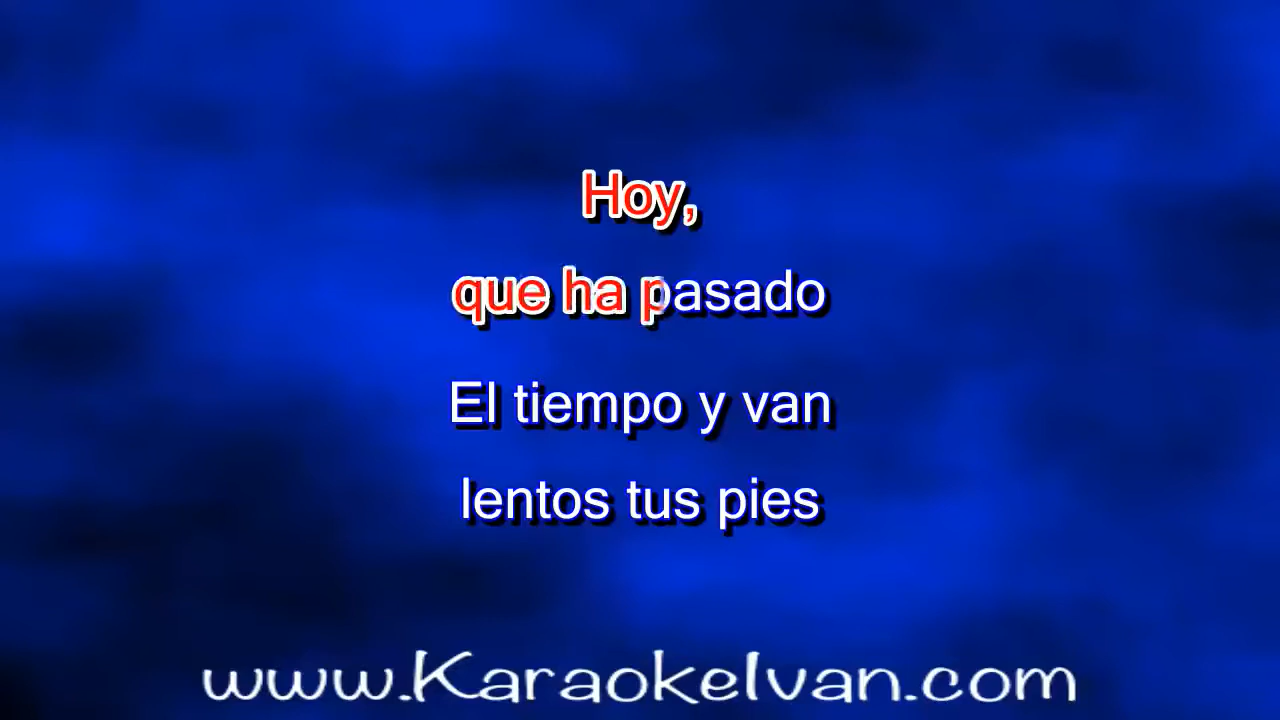 Hoy,
que ha pasado
El tiempo y van
lentos tus pies
www.KaraokeIvan.com